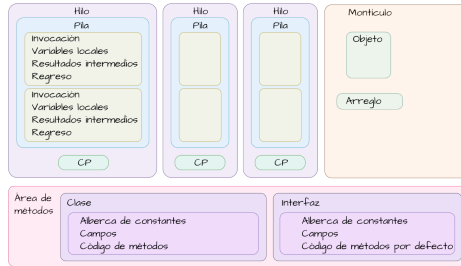 Hilo
Pila
Invocación
Variables locales
Resultados intermedios
Regreso
Invocación
Variables locales
Resultados intermedios
Regreso
CP
Hilo
Pila
CP
Hilo
Pila
CP
Montículo
Objeto
Arreglo
Área de
métodos
Clase
Alberca de constantes
Campos
Código de métodos
Interfaz
Alberca de constantes
Campos
Código de métodos por defecto